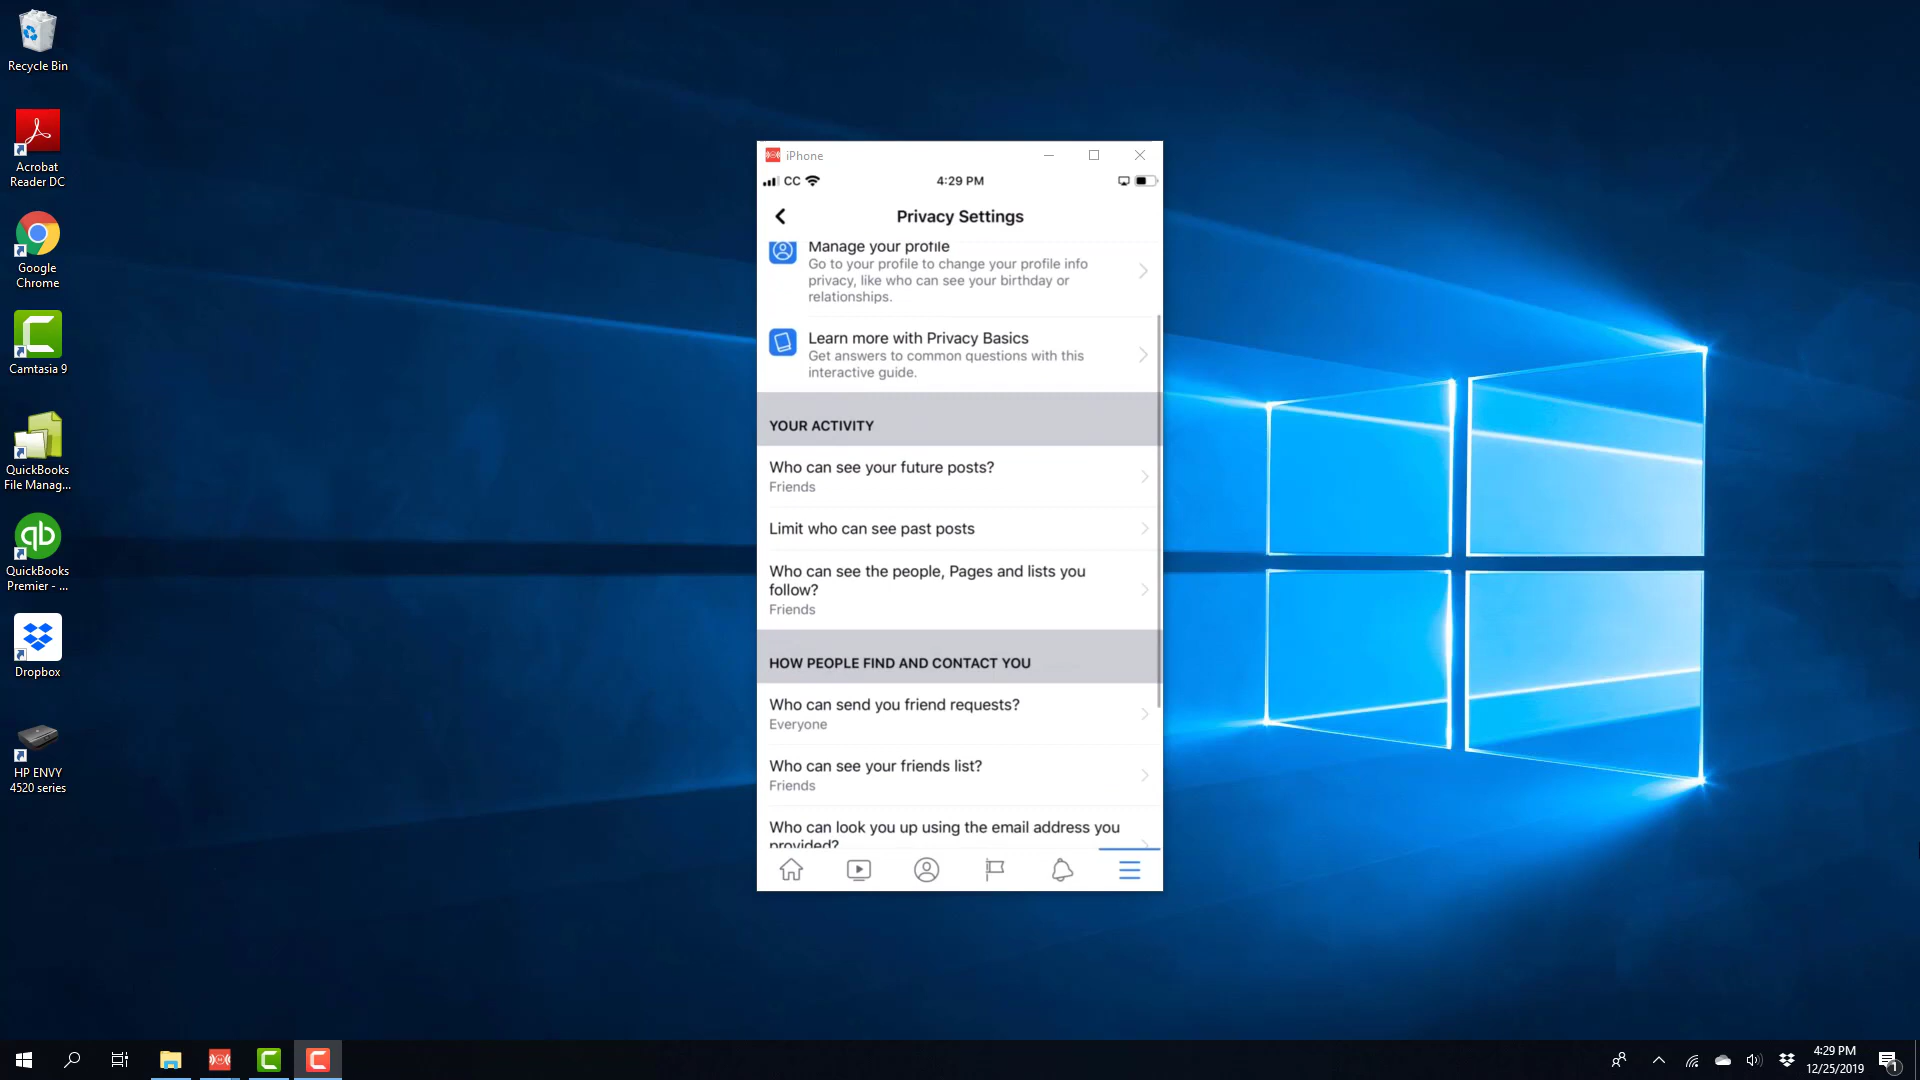 Recycle Bin
Acrobat
Reader DC
Google
Chrome
Camtasia 9
QuickBooks
File Manag...
QuickBooks
Premier - ...
Dropbox
HP ENVY
4520 series
iPhone
CC
4:29 PM
Privacy Settings
Manage your profile
Go to your profile to change your profile info
privacy, like who can see your birthday or
relationships.
Learn more with Privacy Basics
Get answers to common questions with this
interactive guide.
YOUR ACTIVITY
Who can see your future posts?
Friends
Limit who can see past posts
Who can see the people, Pages and lists you
follow?
Friends
HOW PEOPLE FIND AND CONTACT YOU
Who can send you friend requests?
Everyone
Who can see your friends list?
Friends
Who can look you up using the email address you
provided?
4:29 PM
12/25/2019
1